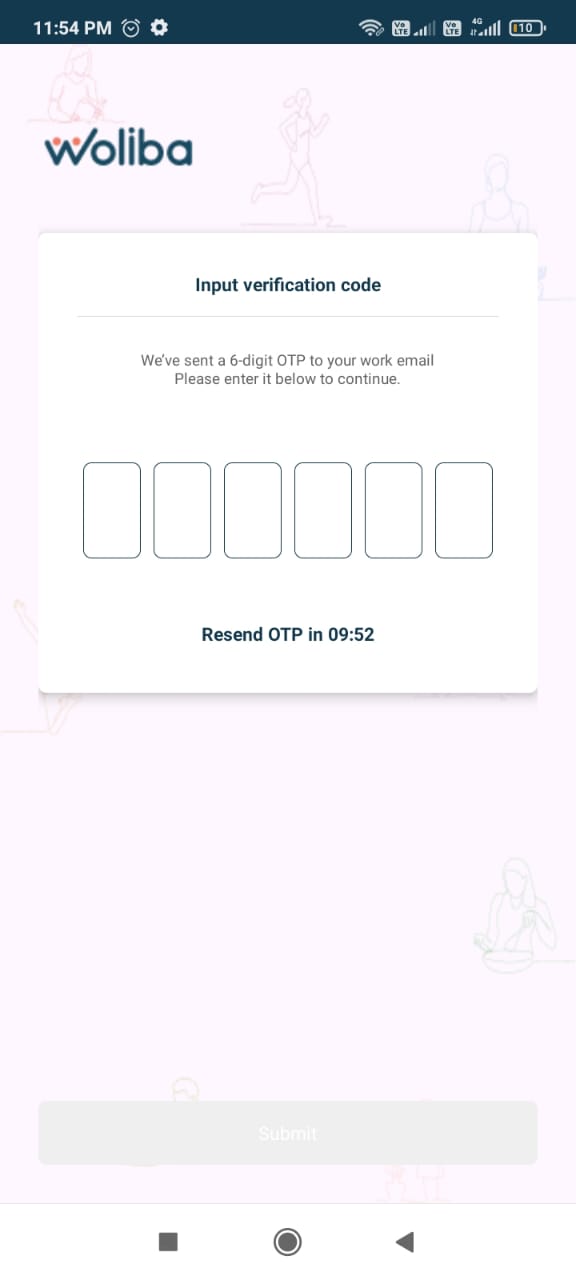 11:54 PM
Vo LTE
Vo LTE
4G
10
Woliba
Input verification code
We’ve sent a 6-digit OTP to your work email
Please enter it below to continue.
Resend OTP in 09:52
Submit